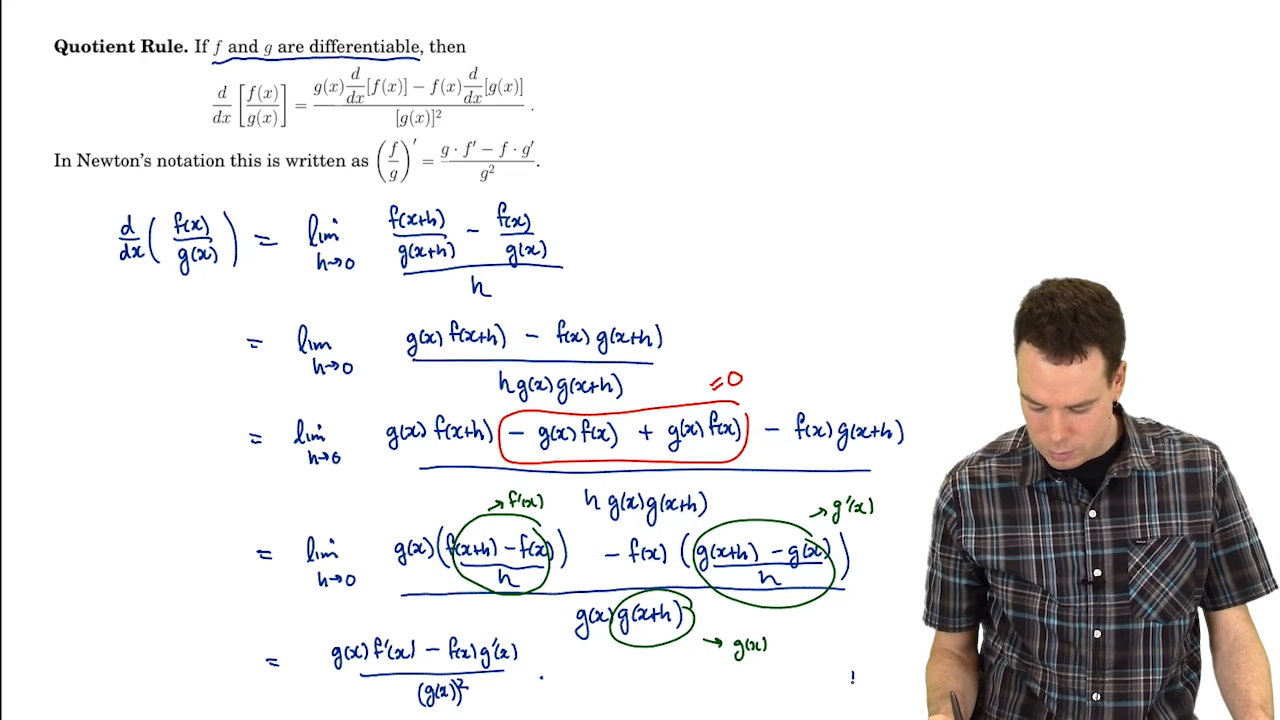 Quotient Rule. If f and g are differentiable, then
d/dx [f(x)/g(x)] = (g(x) d/dx [f(x)] − f(x) d/dx [g(x)]) / [g(x)]² .
In Newton's notation this is written as (f/g)′ = (g · f′ − f · g′) / g².
d/dx (f(x)/g(x)) = lim h→0 (f(x+h)/g(x+h) − f(x)/g(x)) / h
= lim h→0 (g(x) f(x+h) − f(x) g(x+h)) / (h g(x) g(x+h))
=0
= lim h→0 (g(x) f(x+h) − g(x) f(x) + g(x) f(x) − f(x) g(x+h)) / (h g(x) g(x+h))
→ f′(x) → g′(x)
= lim h→0 (g(x) ((f(x+h) − f(x))/h) − f(x) ((g(x+h) − g(x))/h)) / (g(x) g(x+h))
→ g(x)
= (g(x) f′(x) − f(x) g′(x)) / (g(x))² .